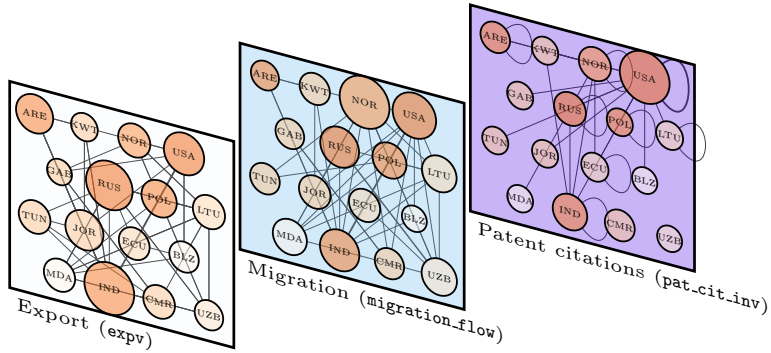 ARE
KWT
NOR
USA
GAB
RUS
POL
LTU
TUN
JOR
ECU
BLZ
MDA
IND
CMR
UZB
Export (expv)
ARE
KWT
NOR
USA
GAB
RUS
POL
LTU
TUN
JOR
ECU
BLZ
MDA
IND
CMR
UZB
Migration (migration_flow)
ARE
KWT
NOR
USA
GAB
RUS
POL
LTU
TUN
JOR
ECU
BLZ
MDA
IND
CMR
UZB
Patent citations (pat_cit_inv)